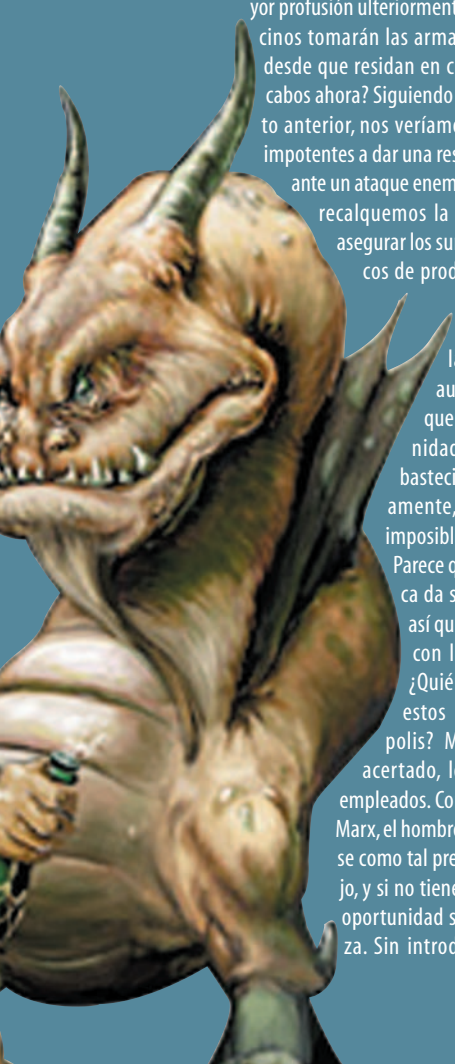 yor profusión ulteriorment
cinos tomarán las arma
desde que residan en c
cabos ahora? Siguiendo
to anterior, nos veríamo
impotentes a dar una res
ante un ataque enem
recalquemos la
asegurar los su
cos de prod
la
au
que
nidad
basteci
amente,
imposibl
Parece q
ca da s
así qu
con l
¿Quié
estos
polis? M
acertado, l
empleados. Co
Marx, el hombre
se como tal pre
jo, y si no tiene
oportunidad s
za. Sin introd